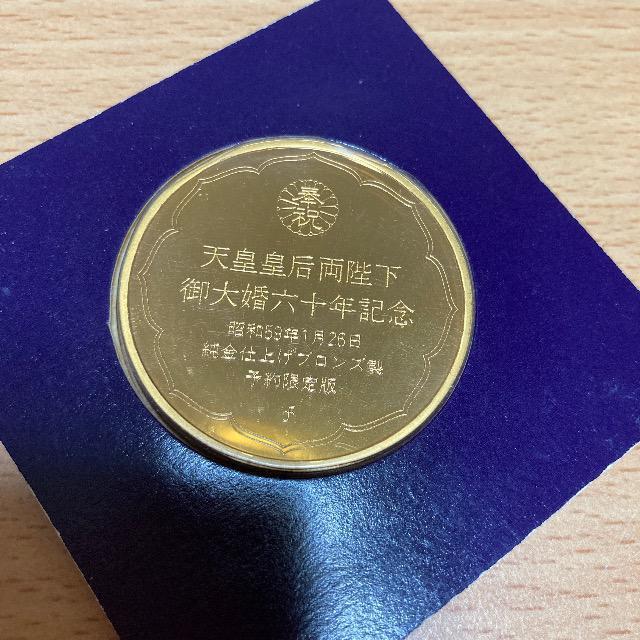 奉祝
天皇皇后両陛下
御大婚六十年記念
昭和59年1月26日
純金仕上げブロンズ製
予約限定版